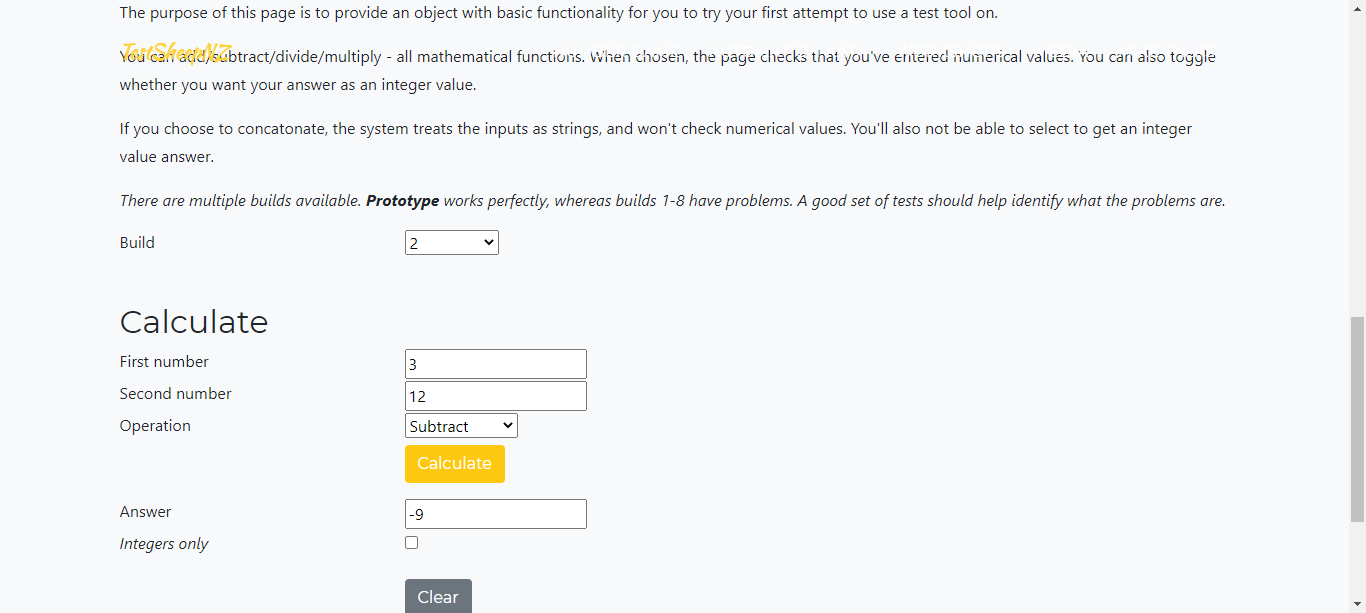 The purpose of this page is to provide an object with basic functionality for you to try your first attempt to use a test tool on.
TestSheepNZ
You can add/subtract/divide/multiply - all mathematical functions. When chosen, the page checks that you've entered numerical values. You can also toggle
whether you want your answer as an integer value.
If you choose to concatonate, the system treats the inputs as strings, and won't check numerical values. You'll also not be able to select to get an integer
value answer.
There are multiple builds available. Prototype works perfectly, whereas builds 1-8 have problems. A good set of tests should help identify what the problems are.
Build
2
Calculate
First number
3
Second number
12
Operation
Subtract
Calculate
Answer
-9
Integers only
Clear